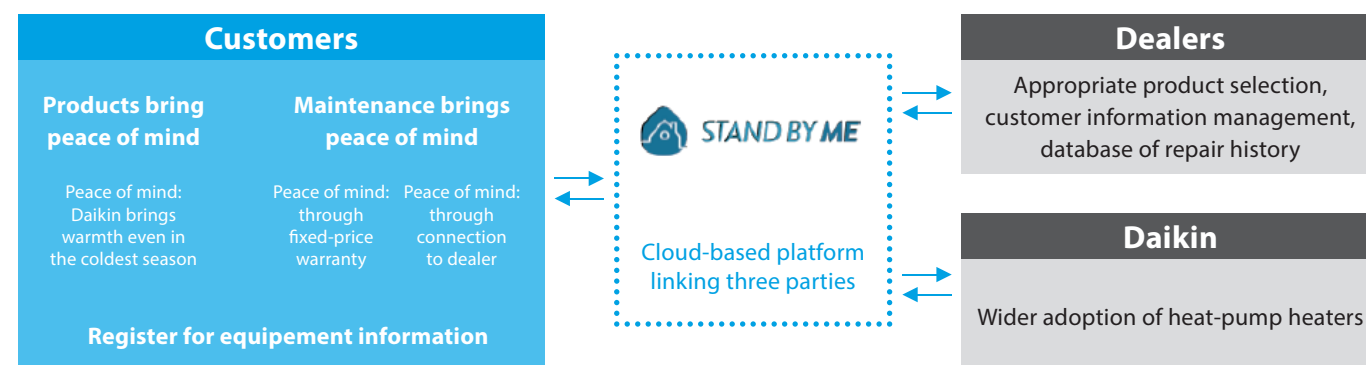 Customers
Products bring
peace of mind
Maintenance brings
peace of mind
Peace of mind:
Daikin brings
warmth even in
the coldest season
Peace of mind:
through
fixed-price
warranty
Peace of mind:
through
connection
to dealer
Register for equipement information
STAND BY ME
Cloud-based platform
linking three parties
Dealers
Appropriate product selection,
customer information management,
database of repair history
Daikin
Wider adoption of heat-pump heaters